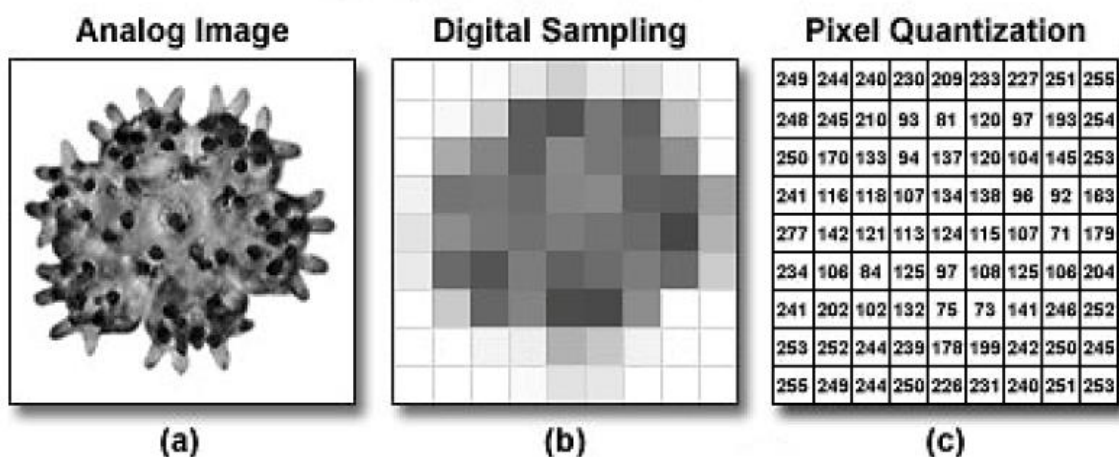 Analog Image Digital Sampling Pixel Quantization
249 244 240 230 209 233 227 251 255
248 245 210 93 81 120 97 193 254
250 170 133 94 137 120 104 145 253
241 116 118 107 134 138 96 92 163
277 142 121 113 124 115 107 71 179
234 106 84 125 97 108 125 106 204
241 202 102 132 75 73 141 246 252
253 252 244 239 178 199 242 250 245
255 249 244 250 226 231 240 251 253
(a) (b) (c)